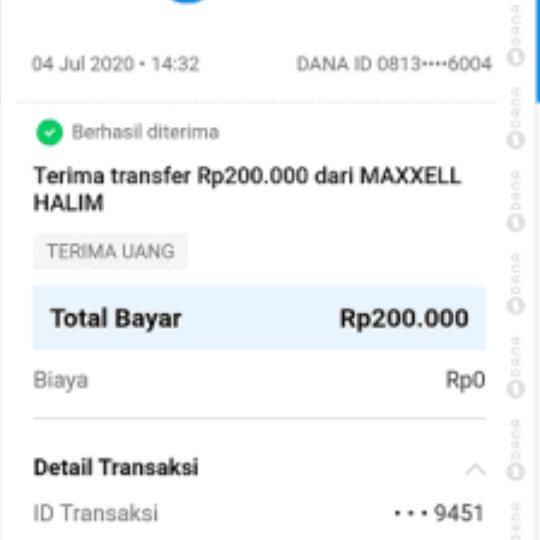 04 Jul 2020 • 14:32 DANA ID 0813••••6004
Berhasil diterima
Terima transfer Rp200.000 dari MAXXELL
HALIM
TERIMA UANG
Total Bayar Rp200.000
Biaya Rp0
Detail Transaksi
ID Transaksi • • • 9451
DANA
DANA
DANA
DANA
DANA
DANA
DANA